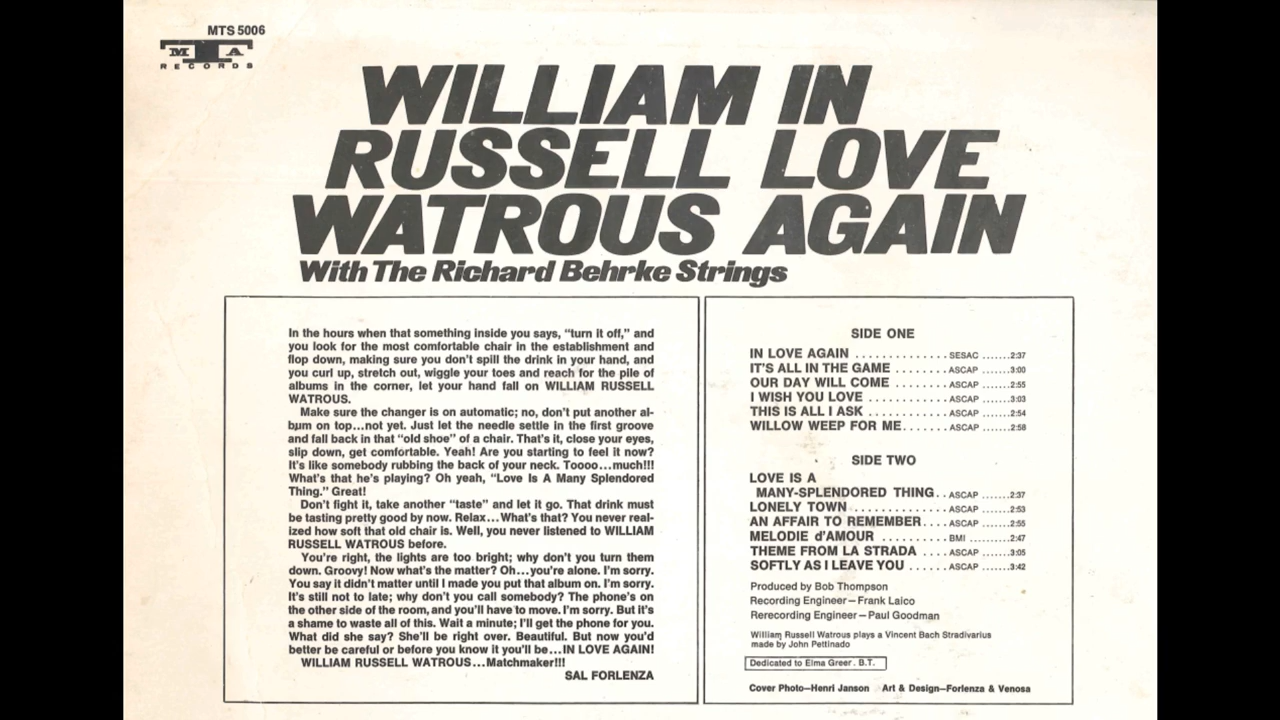 MTS 5006
MTA
RECORDS
WILLIAM IN
RUSSELL LOVE
WATROUS AGAIN
With The Richard Behrke Strings
In the hours when that something inside you says, “turn it off,” and
you look for the most comfortable chair in the establishment and
flop down, making sure you don't spill the drink in your hand, and
you curl up, stretch out, wiggle your toes and reach for the pile of
albums in the corner, let your hand fall on WILLIAM RUSSELL
WATROUS.
Make sure the changer is on automatic; no, don't put another al-
bum on top...not yet. Just let the needle settle in the first groove
and fall back in that “old shoe” of a chair. That's it, close your eyes,
slip down, get comfortable. Yeah! Are you starting to feel it now?
It's like somebody rubbing the back of your neck. Toooo...much!!!
What's that he's playing? Oh yeah, “Love Is A Many Splendored
Thing.” Great!
Don't fight it, take another “taste” and let it go. That drink must
be tasting pretty good by now. Relax...What's that? You never real-
ized how soft that old chair is. Well, you never listened to WILLIAM
RUSSELL WATROUS before.
You're right, the lights are too bright; why don't you turn them
down. Groovy! Now what's the matter? Oh...you're alone. I'm sorry.
You say it didn't matter until I made you put that album on. I'm sorry.
It's still not to late; why don't you call somebody? The phone's on
the other side of the room, and you'll have to move. I'm sorry. But it's
a shame to waste all of this. Wait a minute; I'll get the phone for you.
What did she say? She'll be right over. Beautiful. But now you'd
better be careful or before you know it you'll be...IN LOVE AGAIN!
WILLIAM RUSSELL WATROUS...Matchmaker!!!
SAL FORLENZA
SIDE ONE
IN LOVE AGAIN .............SESAC .......2:37
IT'S ALL IN THE GAME ........ASCAP .......3:00
OUR DAY WILL COME ........ASCAP .......2:55
I WISH YOU LOVE ............ASCAP .......3:03
THIS IS ALL I ASK ............ASCAP .......2:54
WILLOW WEEP FOR ME.......ASCAP .......2:58
SIDE TWO
LOVE IS A
MANY-SPLENDORED THING..ASCAP .......2:37
LONELY TOWN..............ASCAP .......2:53
AN AFFAIR TO REMEMBER....ASCAP .......2:55
MELODIE d'AMOUR ..........BMI .......2:47
THEME FROM LA STRADA ....ASCAP .......3:05
SOFTLY AS I LEAVE YOU ......ASCAP .......3:42
Produced by Bob Thompson
Recording Engineer—Frank Laico
Rerecording Engineer—Paul Goodman
William Russell Watrous plays a Vincent Bach Stradivarius
made by John Pettinado
Dedicated to Elma Greer. B.T.
Cover Photo—Henri Janson Art & Design—Forlenza & Venosa